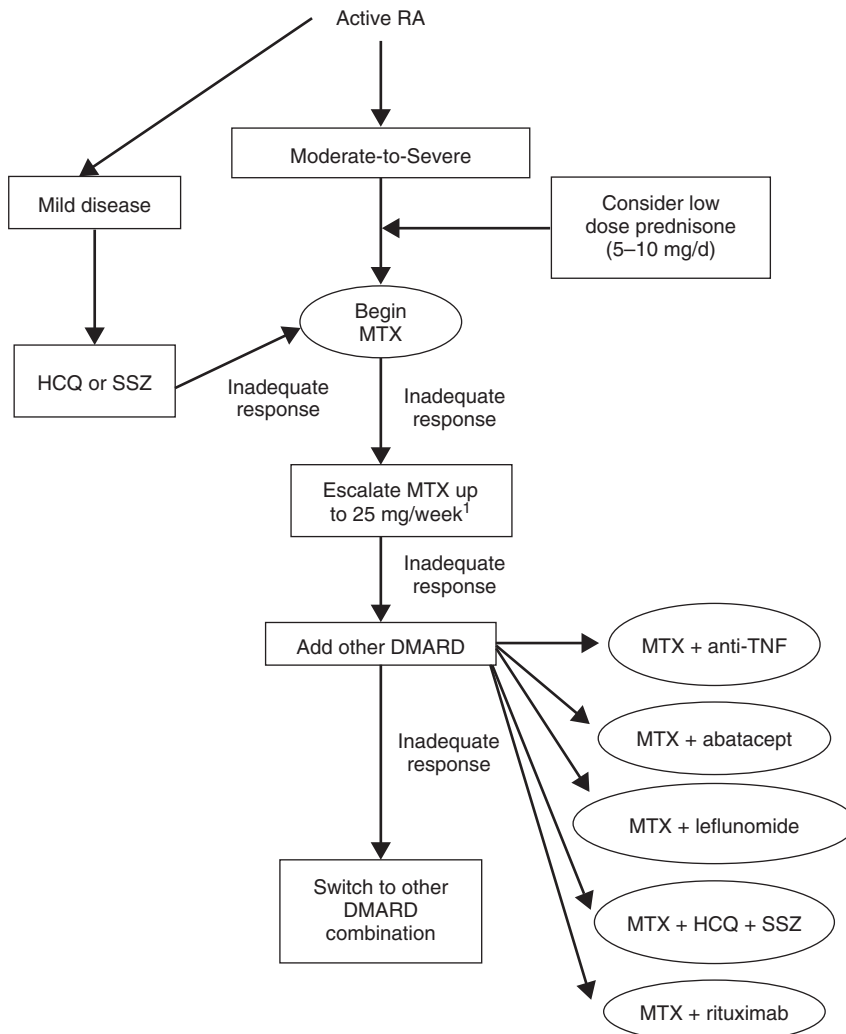 Active RA
Moderate-to-Severe
Mild disease
Consider low
dose prednisone
(5–10 mg/d)
Begin
MTX
HCQ or SSZ
Inadequate
response
Inadequate
response
Escalate MTX up
to 25 mg/week¹
Inadequate
response
Add other DMARD
MTX + anti-TNF
MTX + abatacept
Inadequate
response
MTX + leflunomide
Switch to other
DMARD
combination
MTX + HCQ + SSZ
MTX + rituximab